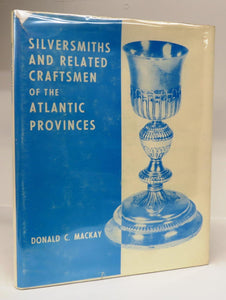 SILVERSMITHS
AND RELATED
CRAFTSMEN
OF THE
ATLANTIC
PROVINCES
DONALD C. MACKAY